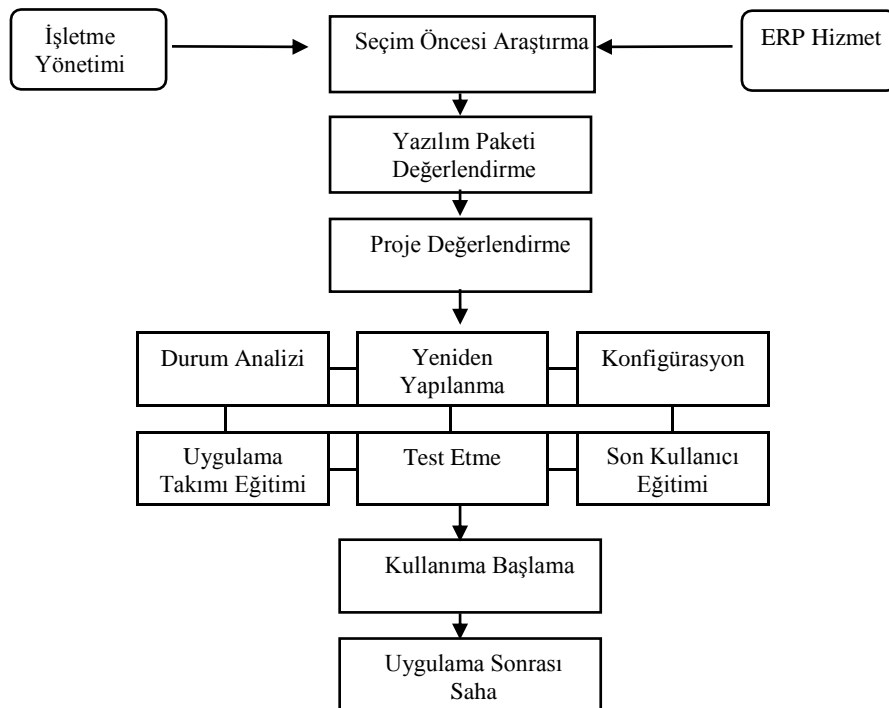 İşletme
Yönetimi
Seçim Öncesi Araştırma
ERP Hizmet
Yazılım Paketi
Değerlendirme
Proje Değerlendirme
Durum Analizi
Yeniden
Yapılanma
Konfigürasyon
Uygulama
Takımı Eğitimi
Test Etme
Son Kullanıcı
Eğitimi
Kullanıma Başlama
Uygulama Sonrası
Saha